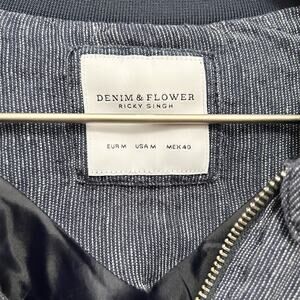 DENIM & FLOWER
RICKY SINGH
EUR M USA M MEX 40